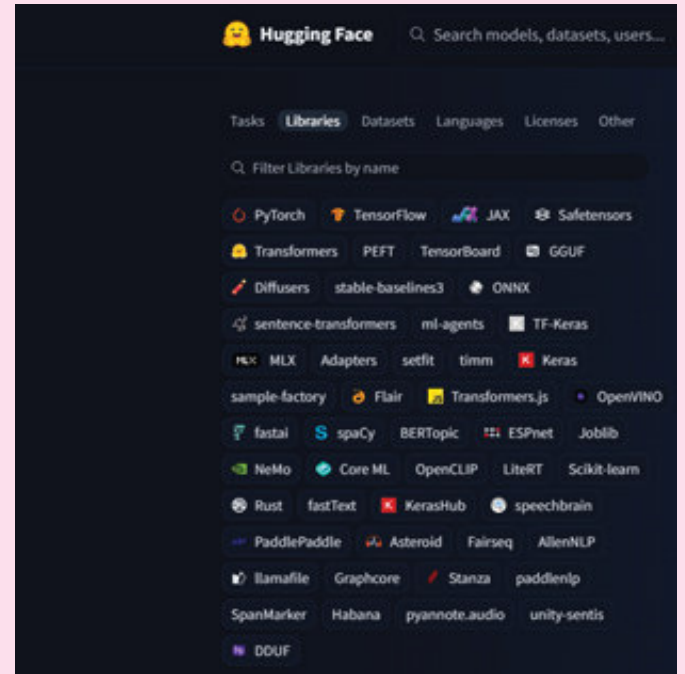 Hugging Face Search models, datasets, users...
Tasks Libraries Datasets Languages Licenses Other
Filter Libraries by name
PyTorch TensorFlow JAX Safetensors
Transformers PEFT TensorBoard GGUF
Diffusers stable-baselines3 ONNX
sentence-transformers ml-agents TF-Keras
MLX MLX Adapters setfit timm K Keras
sample-factory Flair JS Transformers.js OpenVINO
fastai S spaCy BERTopic ESPnet Joblib
NeMo Core ML OpenCLIP LiteRT Scikit-learn
Rust fastText K KerasHub speechbrain
PaddlePaddle Asteroid Fairseq AllenNLP
llamafile Graphcore Stanza paddlenlp
SpanMarker Habana pyannote.audio unity-sentis
DDUF